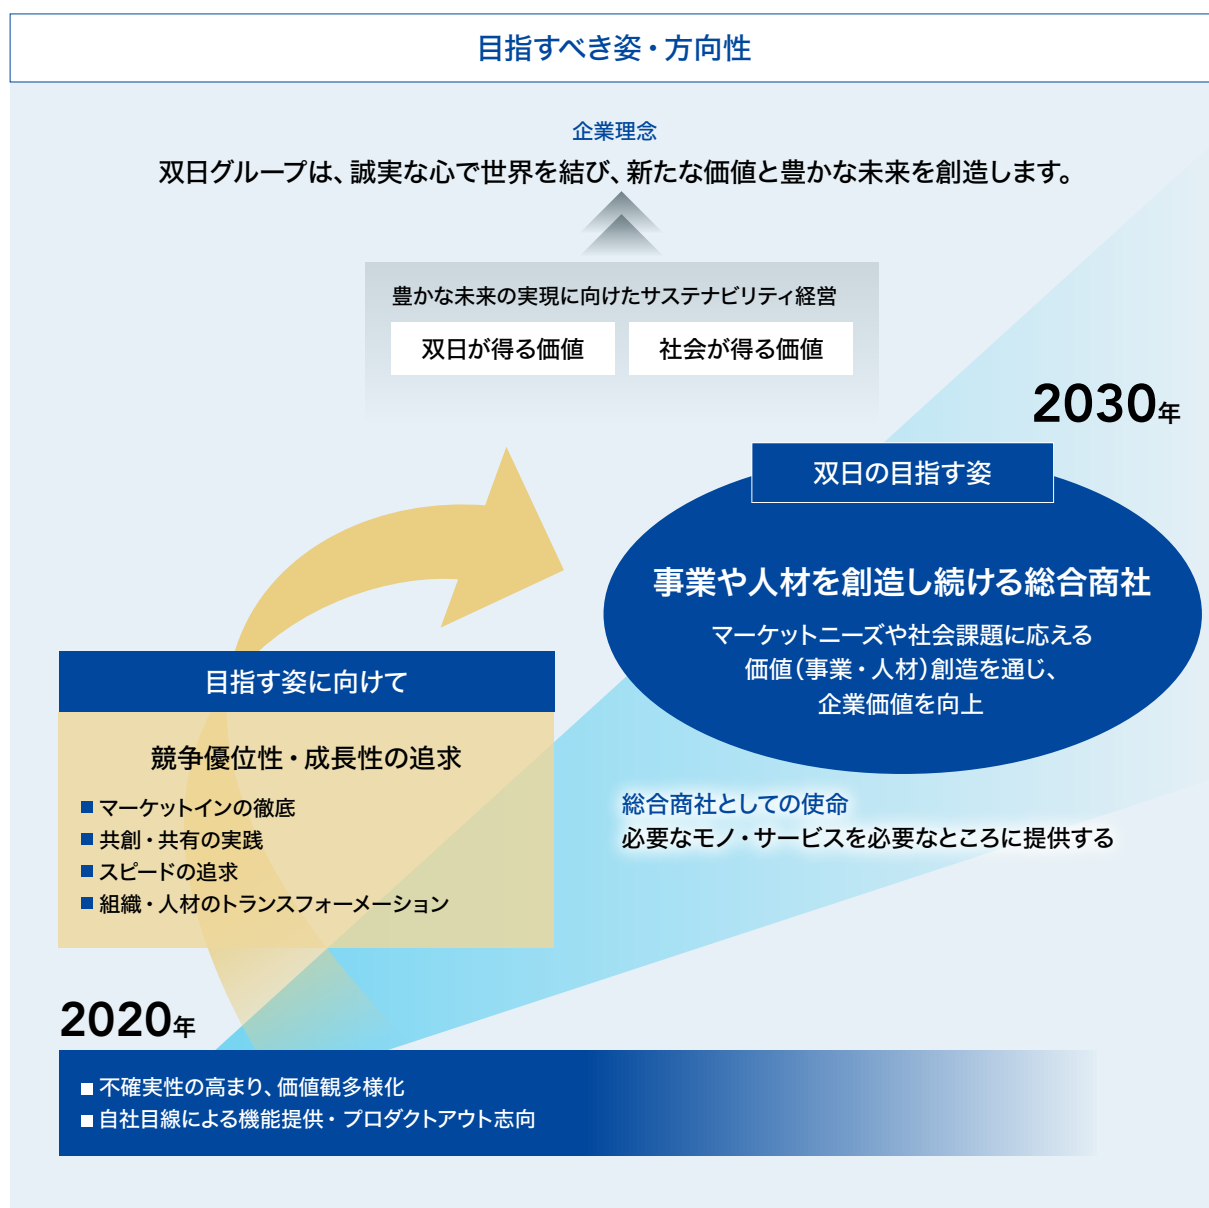 目指すべき姿・方向性
企業理念
双日グループは、誠実な心で世界を結び、新たな価値と豊かな未来を創造します。
豊かな未来の実現に向けたサステナビリティ経営
双日が得る価値
社会が得る価値
2030年
双日の目指す姿
事業や人材を創造し続ける総合商社
マーケットニーズや社会課題に応える
価値(事業・人材)創造を通じ、
企業価値を向上
目指す姿に向けて
競争優位性・成長性の追求
■ マーケットインの徹底
■ 共創・共有の実践
■ スピードの追求
■ 組織・人材のトランスフォーメーション
総合商社としての使命
必要なモノ・サービスを必要なところに提供する
2020年
■ 不確実性の高まり、価値観多様化
■ 自社目線による機能提供・プロダクトアウト志向